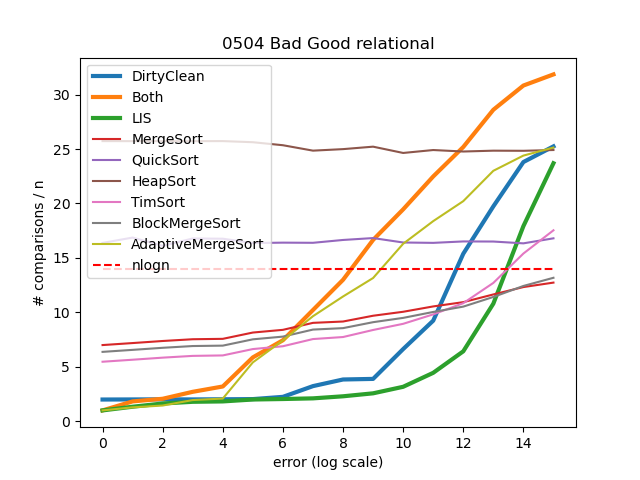 0504 Bad Good relational
# comparisons / n
30
25
20
15
10
5
0
DirtyClean
Both
LIS
MergeSort
QuickSort
HeapSort
TimSort
BlockMergeSort
AdaptiveMergeSort
nlogn
0 2 4 6 8 10 12 14
error (log scale)